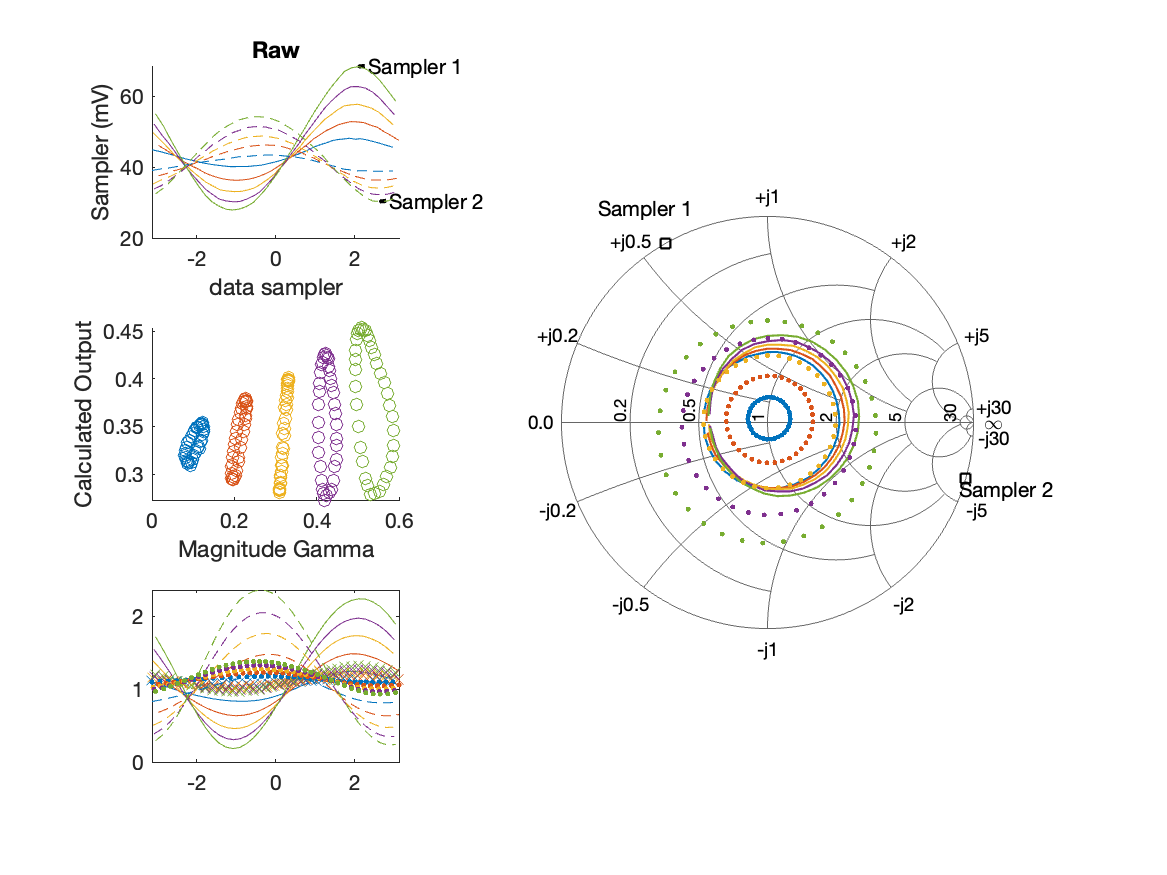 Raw
Sampler 1
60
40
20
Sampler (mV)
Sampler 2
-2 0 2
data sampler
0.45
0.4
0.35
0.3
Calculated Output
0 0.2 0.4 0.6
Magnitude Gamma
2
1
0
-2 0 2
+j1
Sampler 1
+j0.5
+j2
+j0.2
+j5
0.0
0.2
0.5
1
2
5
30
+j30
∞
-j30
Sampler 2
-j0.2
-j5
-j0.5
-j2
-j1